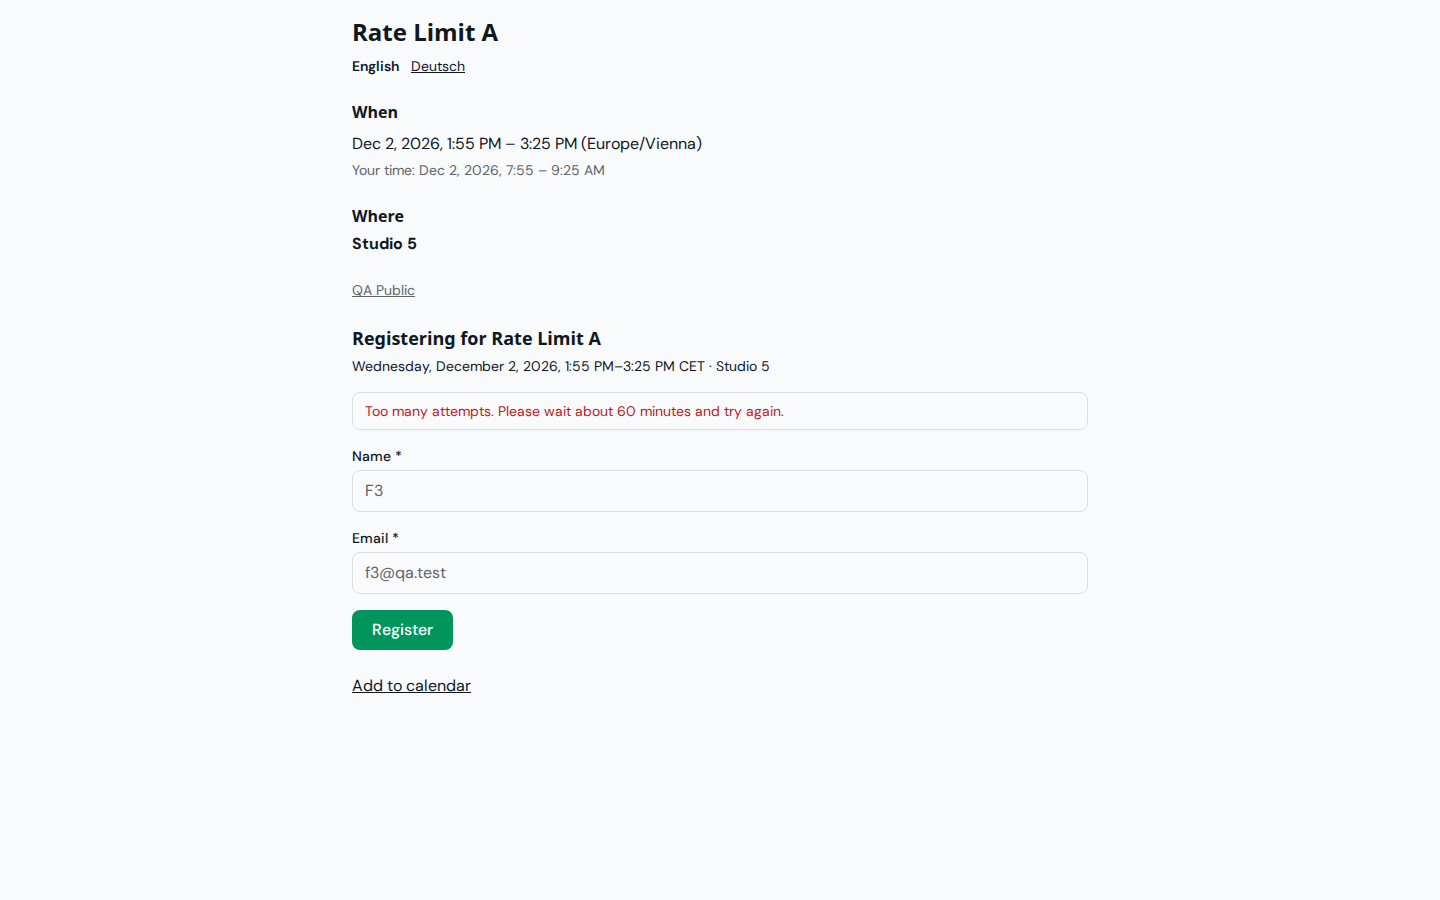 Rate Limit A
English Deutsch
When
Dec 2, 2026, 1:55 PM – 3:25 PM (Europe/Vienna)
Your time: Dec 2, 2026, 7:55 – 9:25 AM
Where
Studio 5
QA Public
Registering for Rate Limit A
Wednesday, December 2, 2026, 1:55 PM–3:25 PM CET · Studio 5
Too many attempts. Please wait about 60 minutes and try again.
Name *
F3
Email *
f3@qa.test
Register
Add to calendar